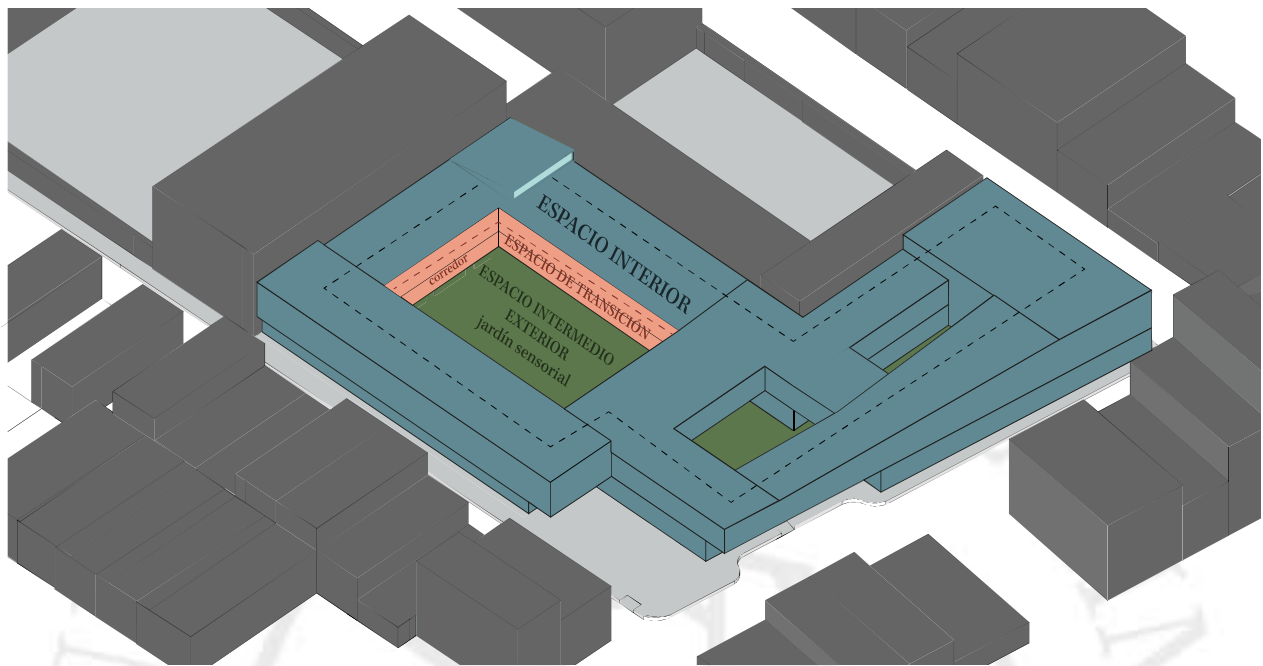 ESPACIO INTERIOR
ESPACIO DE TRANSICIÓN
corredor
ESPACIO INTERMEDIO
EXTERIOR
jardín sensorial